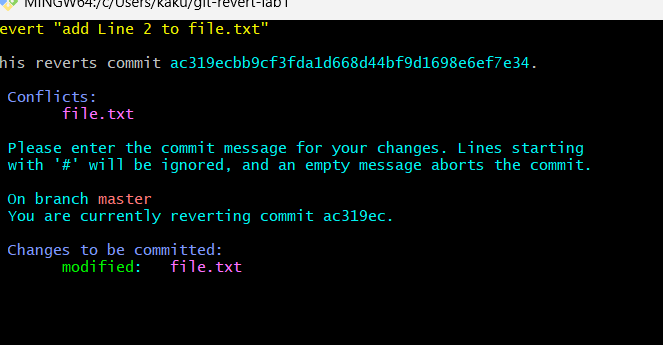 MINGW64:/c/Users/kaku/git-revert-lab1
evert "add Line 2 to file.txt"
his reverts commit ac319ecbb9cf3fda1d668d44bf9d1698e6ef7e34.
Conflicts:
file.txt
Please enter the commit message for your changes. Lines starting
with '#' will be ignored, and an empty message aborts the commit.
On branch master
You are currently reverting commit ac319ec.
Changes to be committed:
modified:   file.txt